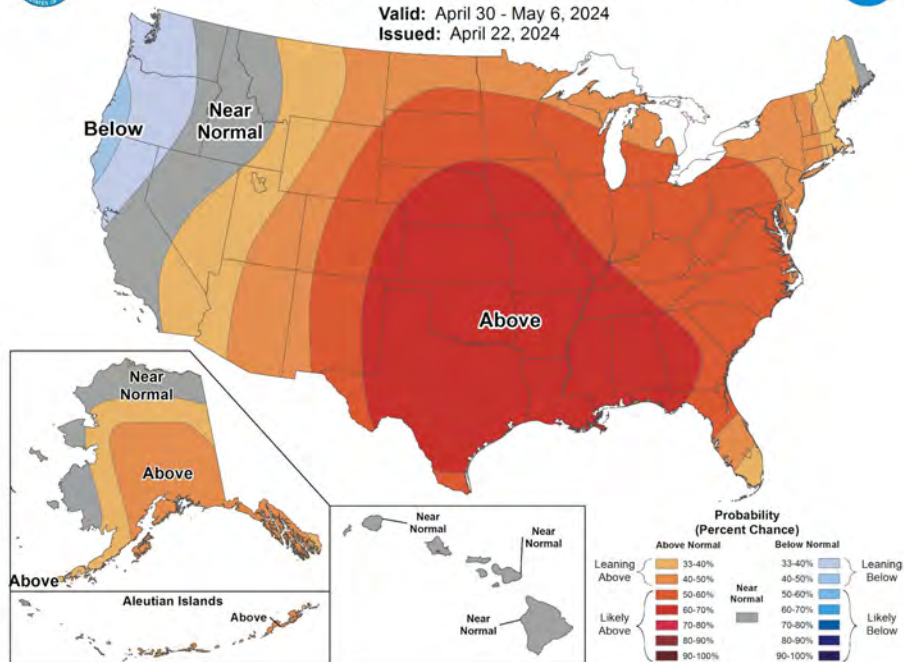 Valid: April 30 - May 6, 2024
Issued: April 22, 2024
Below
Near
Normal
Above
Near
Normal
Above
Above
Aleutian Islands
Above
Near
Normal
Near
Normal
Near
Normal
Probability
(Percent Chance)
Above Normal
Below Normal
Leaning
Above
33-40%
40-50%
Likely
Above
50-60%
60-70%
70-80%
80-90%
90-100%
Near
Normal
33-40%
40-50%
Leaning
Below
50-60%
60-70%
70-80%
80-90%
90-100%
Likely
Below